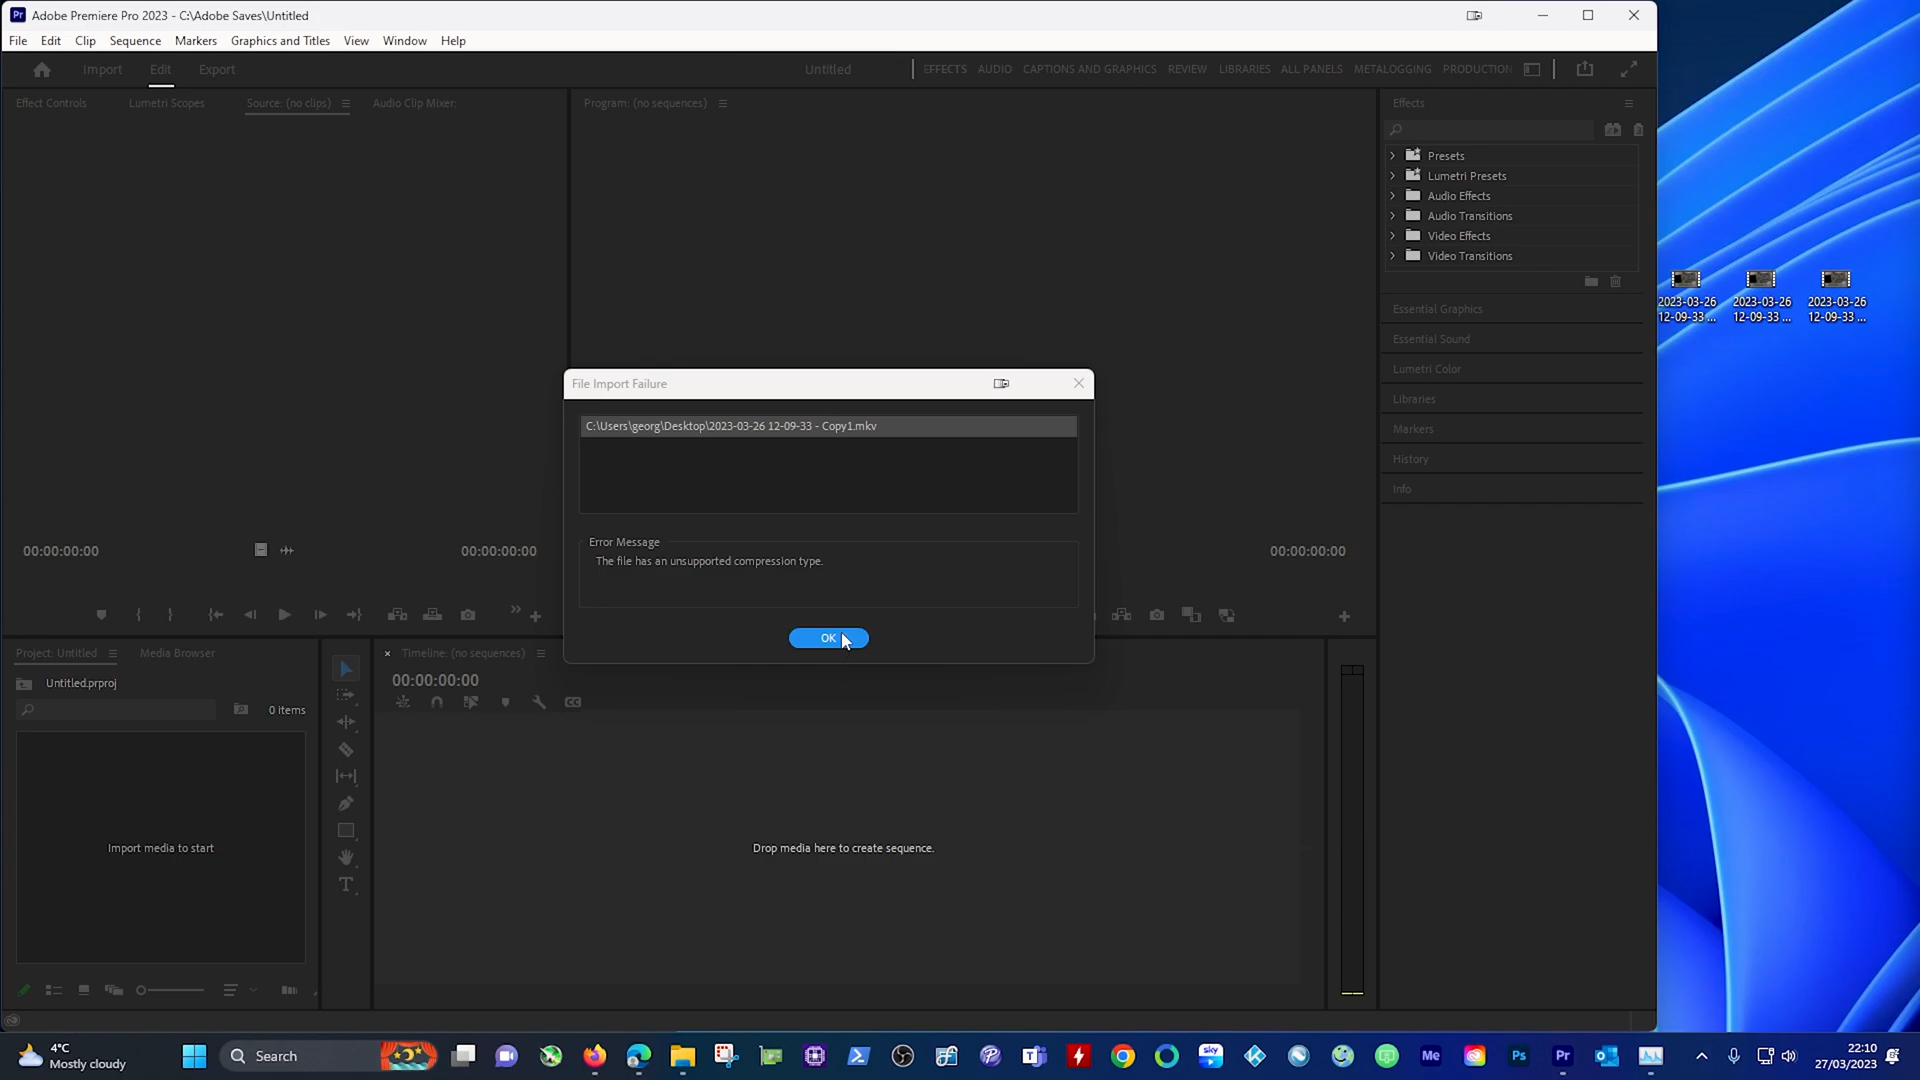 Adobe Premiere Pro 2023 - C:\Adobe Saves\Untitled
File Edit Clip Sequence Markers Graphics and Titles View Window Help
Import Edit Export Untitled EFFECTS AUDIO CAPTIONS AND GRAPHICS REVIEW LIBRARIES ALL PANELS METALOGGING PRODUCTION
Effect Controls Lumetri Scopes Source: (no clips) Audio Clip Mixer: Program: (no sequences) Effects
Presets
Lumetri Presets
Audio Effects
Audio Transitions
Video Effects
Video Transitions
Essential Graphics
Essential Sound
Lumetri Color
Libraries
Markers
History
Info
2023-03-26 12-09-33 ...
2023-03-26 12-09-33 ...
2023-03-26 12-09-33 ...
File Import Failure
C:\Users\georg\Desktop\2023-03-26 12-09-33 - Copy1.mkv
Error Message
The file has an unsupported compression type.
OK
00:00:00:00 00:00:00:00 00:00:00:00
Project: Untitled Media Browser
Untitled.prproj
0 Items
Import media to start
Timeline: (no sequences)
00:00:00:00
CC
Drop media here to create sequence.
4°C
Mostly cloudy
Search
sky
Me
Ps
Pr
22:10
27/03/2023